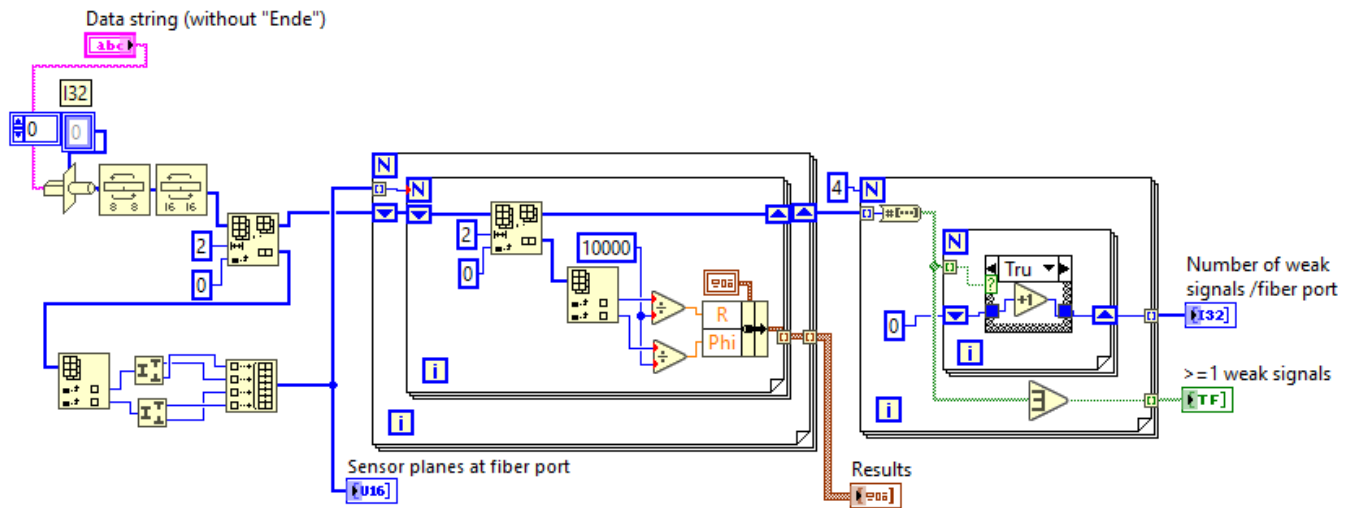 Data string (without "Ende")
abc
I32
0
0
8 8
16 16
2
0
N
N
2
0
10000
R
Phi
i
i
Sensor planes at fiber port
U16
Results
4
N
#[...]
N
Tru
?
+1
0
i
i
Number of weak
signals /fiber port
I32
>=1 weak signals
TF